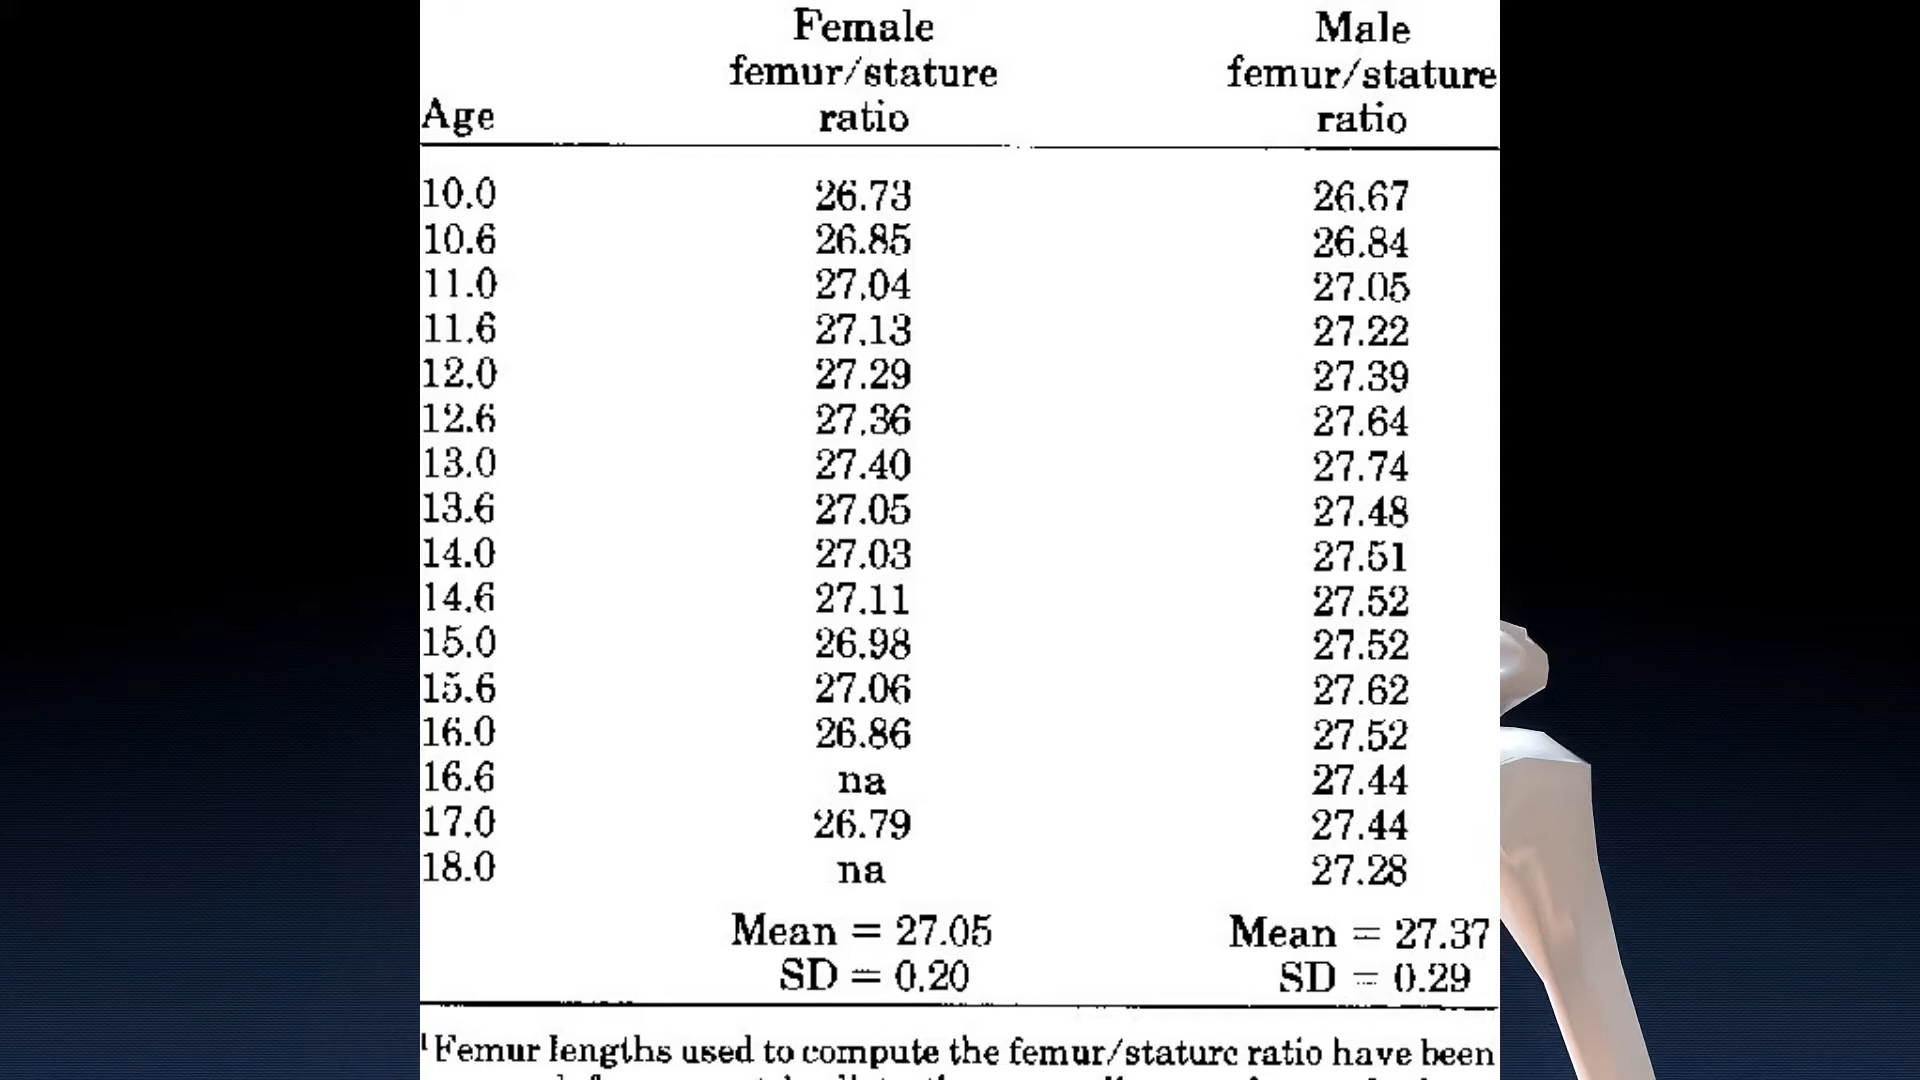 Female Male
femur/stature femur/stature
Age ratio ratio
10.0 26.73 26.67
10.6 26.85 26.84
11.0 27.04 27.05
11.6 27.13 27.22
12.0 27.29 27.39
12.6 27.36 27.64
13.0 27.40 27.74
13.6 27.05 27.48
14.0 27.03 27.51
14.6 27.11 27.52
15.0 26.98 27.52
15.6 27.06 27.62
16.0 26.86 27.52
16.6 na 27.44
17.0 26.79 27.44
18.0 na 27.28
Mean = 27.05 Mean = 27.37
SD = 0.20 SD = 0.29
¹Femur lengths used to compute the femur/stature ratio have been